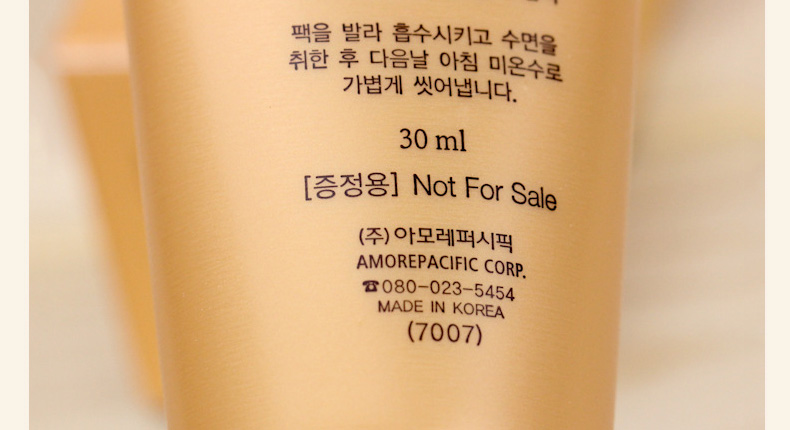 팩을 발라 흡수시키고 수면을
취한 후 다음날 아침 미온수로
가볍게 씻어냅니다.
30 ml
[증정용] Not For Sale
(주)아모레퍼시픽
AMOREPACIFIC CORP.
☎080-023-5454
MADE IN KOREA
(7007)